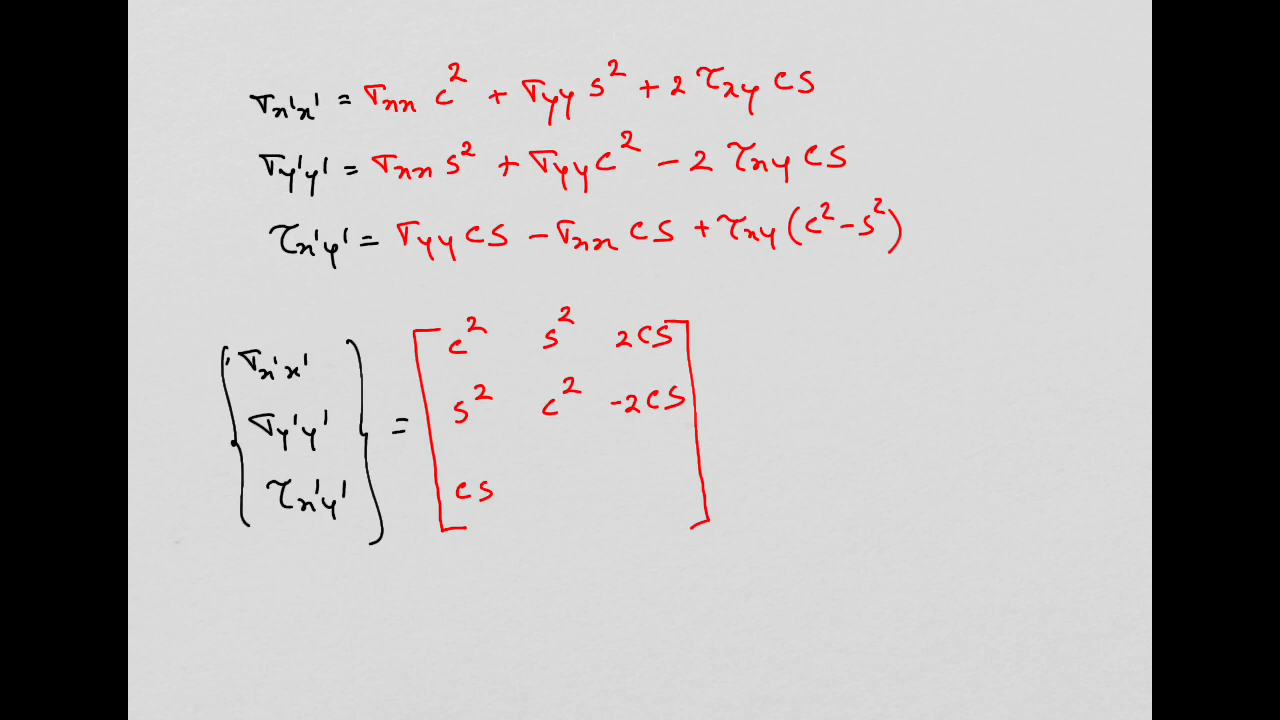 σx'x' = σxx c² + σyy s² + 2 τxy cs
σy'y' = σxx s² + σyy c² - 2 τxy cs
τx'y' = σyy cs - σxx cs + τxy (c² - s²)
{σx'x' σy'y' τx'y'} = [c² s² 2cs
s² c² -2cs
cs]